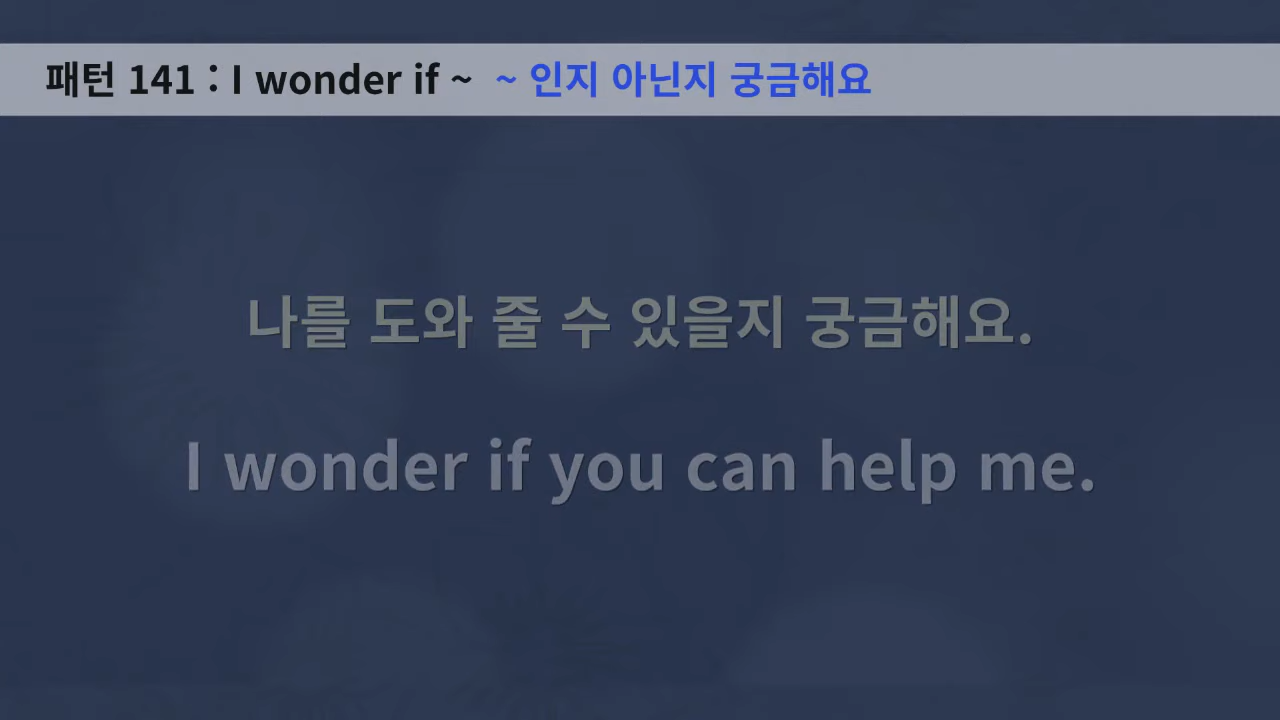 패턴 141 : I wonder if ~ ~ 인지 아닌지 궁금해요
나를 도와 줄 수 있을지 궁금해요.
I wonder if you can help me.